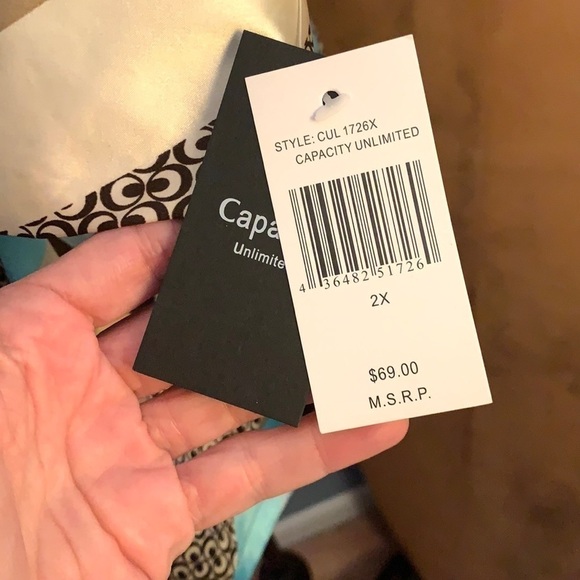 Capa
Unlimite
STYLE: CUL 1726X
CAPACITY UNLIMITED
4 36482 51726
2X
$69.00
M.S.R.P.